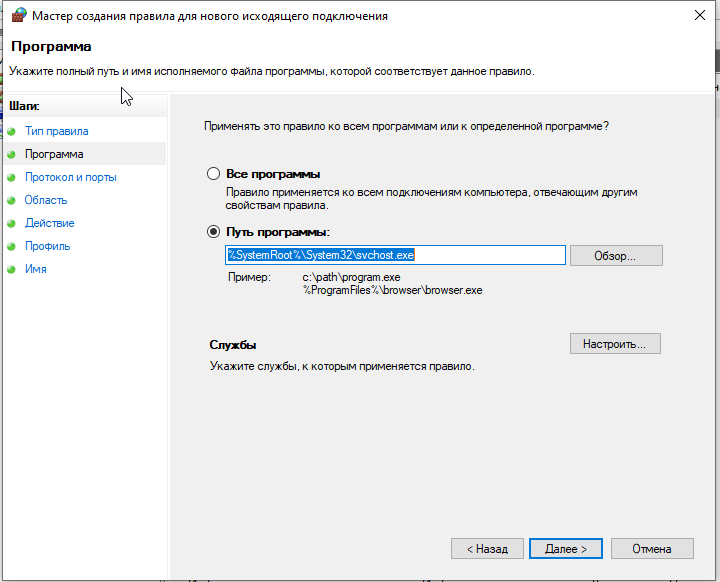 Мастер создания правила для нового исходящего подключения
Программа
Укажите полный путь и имя исполняемого файла программы, которой соответствует данное правило.
Шаги:
Тип правила
Программа
Протокол и порты
Область
Действие
Профиль
Имя
Применять это правило ко всем программам или к определенной программе?
Все программы
Правило применяется ко всем подключениям компьютера, отвечающим другим
свойствам правила.
Путь программы:
%SystemRoot%\System32\svchost.exe
Обзор...
Пример:
c:\path\program.exe
%ProgramFiles%\browser\browser.exe
Службы
Настроить...
Укажите службы, к которым применяется правило.
< Назад
Далее >
Отмена